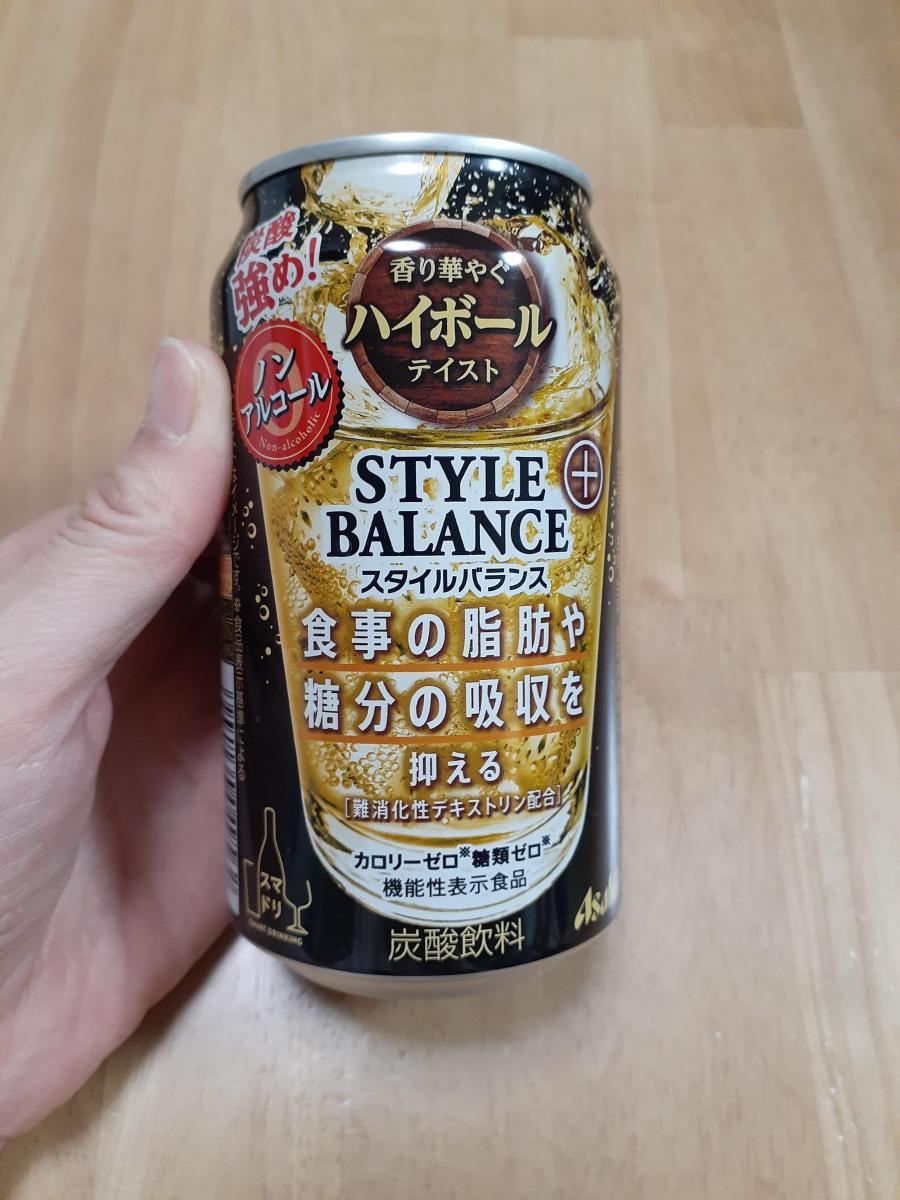 炭酸
強め!
ノン
アルコール
Non-alcoholic
香り華やぐ
ハイボール
テイスト
STYLE
BALANCE
＋
スタイルバランス
食事の脂肪や
糖分の吸収を
抑える
［難消化性デキストリン配合］
カロリーゼロ※糖類ゼロ※
機能性表示食品
炭酸飲料
スマ
ドリ
SMART DRINKING